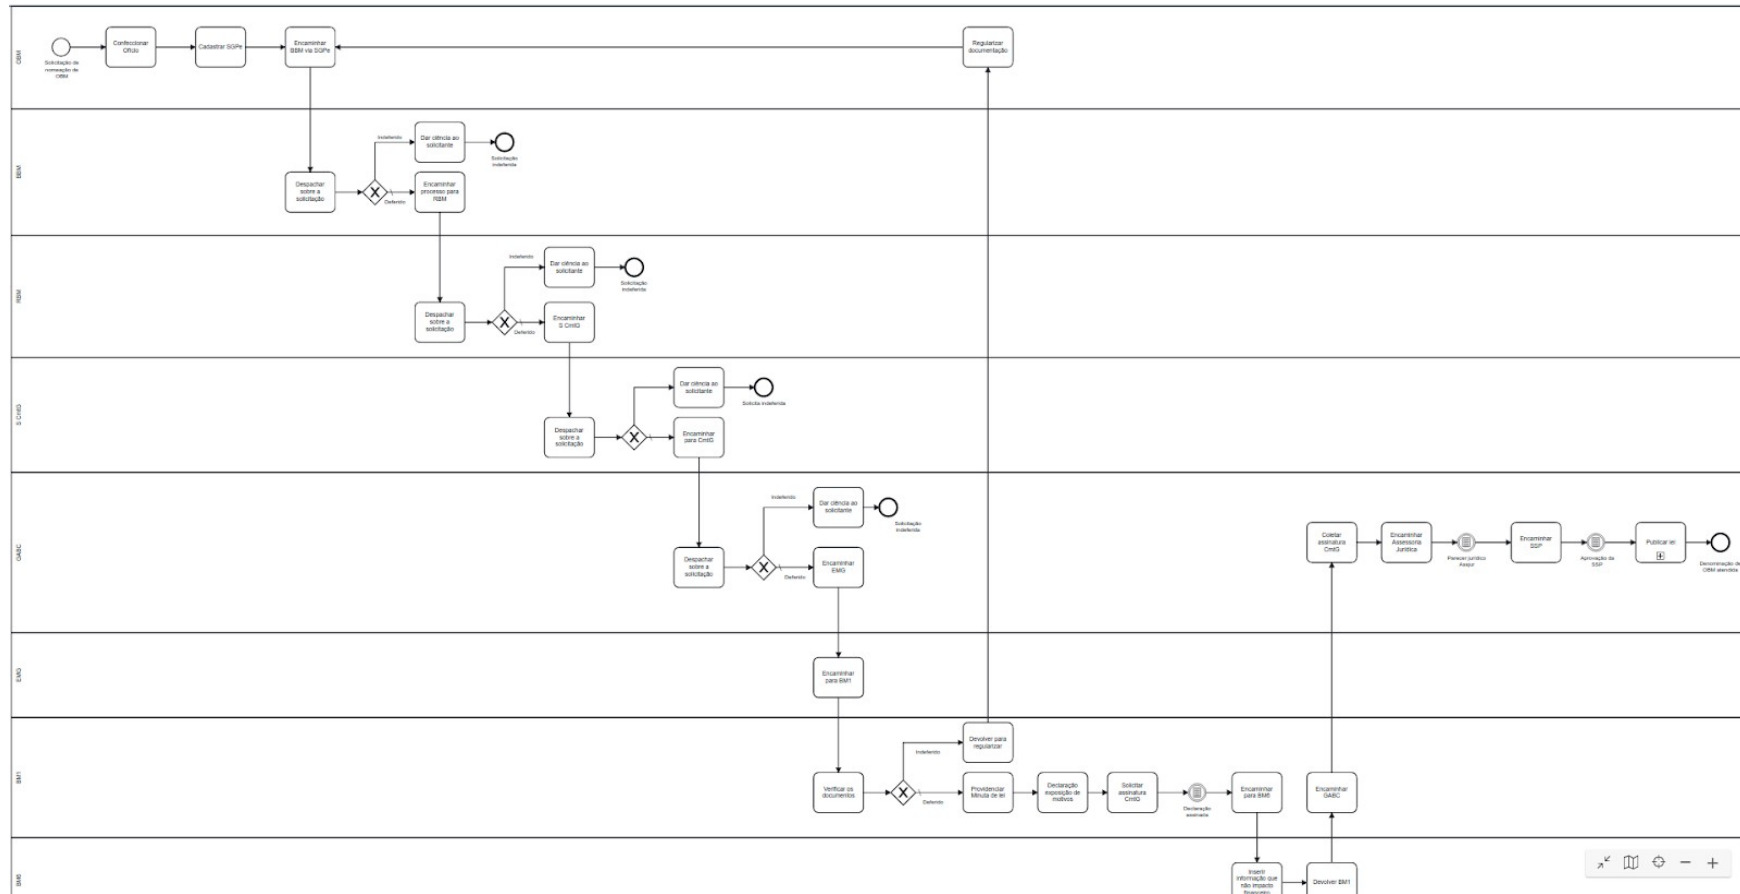 OBM
Solicitação de
nomeação de
OBM
Confeccionar
Ofício
Cadastrar SGPe
Encaminhar
BBM via SGPe
Regularizar
documentação
BBM
Despachar
sobre a
solicitação
Indeferido
Deferido
Dar ciência ao
solicitante
Solicitação
indeferida
Encaminhar
processo para
RBM
RBM
Despachar
sobre a
solicitação
Indeferido
Deferido
Dar ciência ao
solicitante
Solicitação
indeferida
Encaminhar
S CmtG
S CmtG
Despachar
sobre a
solicitação
Dar ciência ao
solicitante
Solicita indeferida
Encaminhar
para CmtG
GABC
Despachar
sobre a
solicitação
Indeferido
Deferido
Dar ciência ao
solicitante
Solicitação
indeferida
Encaminhar
EMG
Coletar
assinatura
CmtG
Encaminhar
Assessoria
Jurídica
Parecer jurídico
Assjur
Encaminhar
SSP
Aprovação da
SSP
Publicar lei
Denominação de
OBM atendida
EMG
Encaminhar
para BM1
BM1
Verificar os
documentos
Indeferido
Deferido
Devolver para
regularizar
Providenciar
Minuta de lei
Declaração
exposição de
motivos
Solicitar
assinatura
CmtG
Declaração
assinada
Encaminhar
para BM6
Encaminhar
GABC
BM6
Inserir
informação que
não impacto
financeiro
Devolver BM1